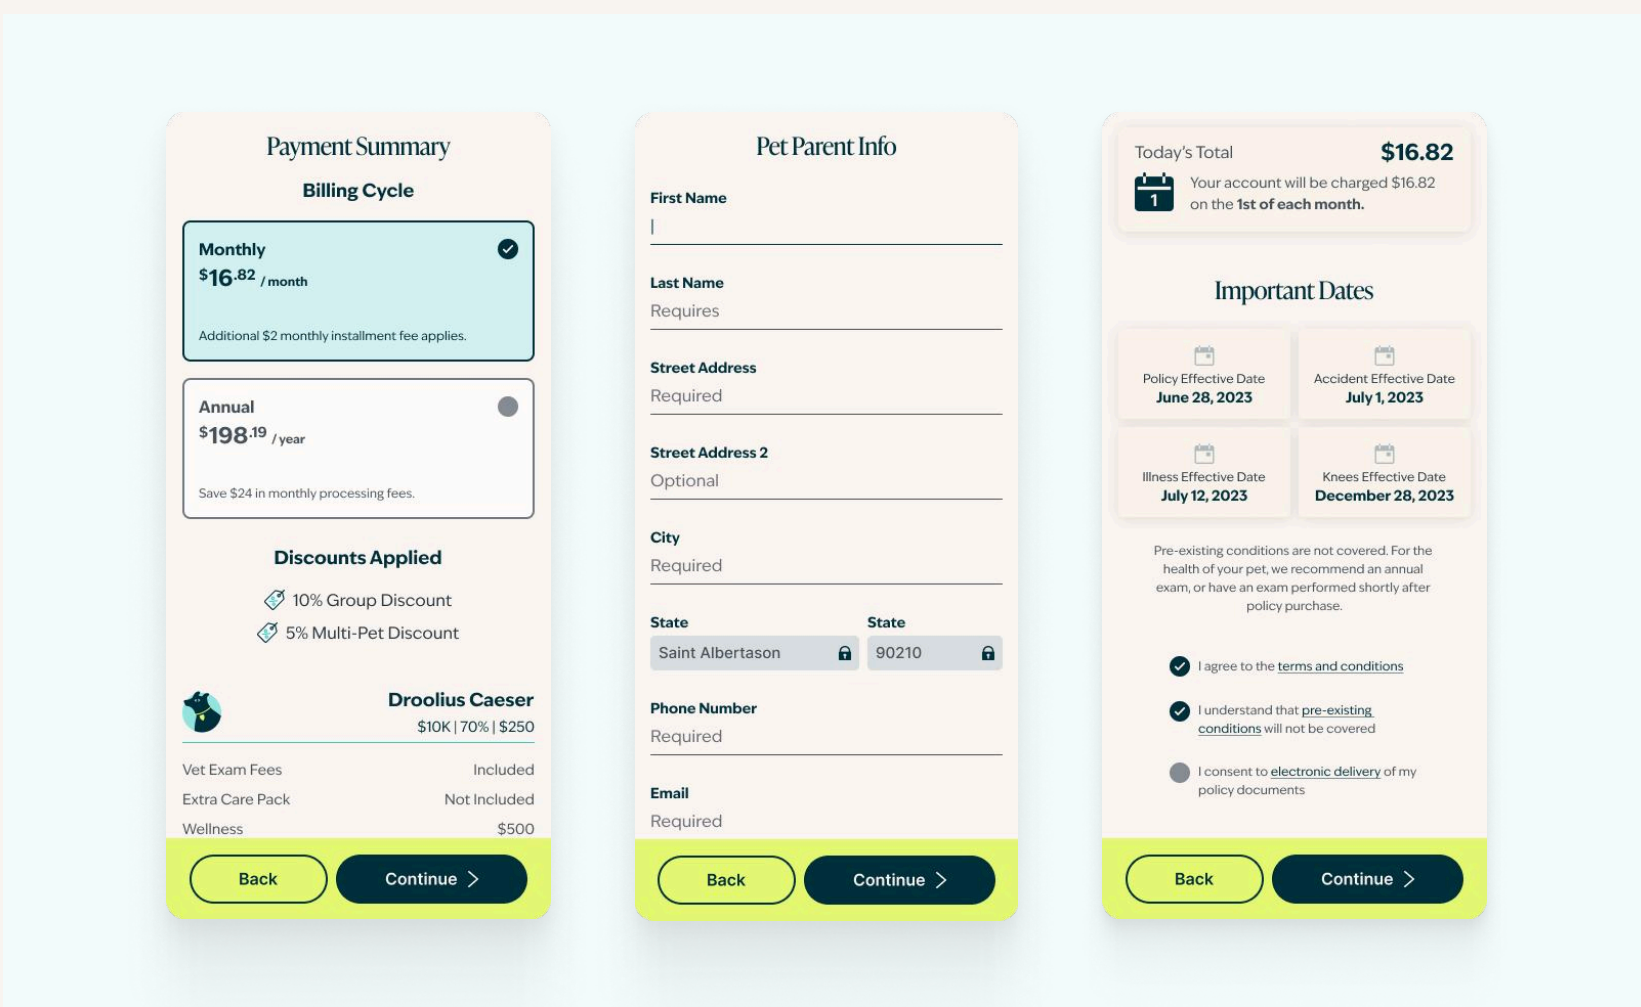 Payment Summary
Billing Cycle
Monthly
$16.82 / month
Additional $2 monthly installment fee applies.
Annual
$198.19 / year
Save $24 in monthly processing fees.
Discounts Applied
10% Group Discount
5% Multi-Pet Discount
Droolius Caeser
$10K | 70% | $250
Vet Exam Fees Included
Extra Care Pack Not Included
Wellness $500
Back Continue
Pet Parent Info
First Name
Last Name
Requires
Street Address
Required
Street Address 2
Optional
City
Required
State State
Saint Albertason 90210
Phone Number
Required
Email
Required
Back Continue
Today's Total $16.82
1
Your account will be charged $16.82
on the 1st of each month.
Important Dates
Policy Effective Date
June 28, 2023
Accident Effective Date
July 1, 2023
Illness Effective Date
July 12, 2023
Knees Effective Date
December 28, 2023
Pre-existing conditions are not covered. For the
health of your pet, we recommend an annual
exam, or have an exam performed shortly after
policy purchase.
I agree to the terms and conditions
I understand that pre-existing
conditions will not be covered
I consent to electronic delivery of my
policy documents
Back Continue